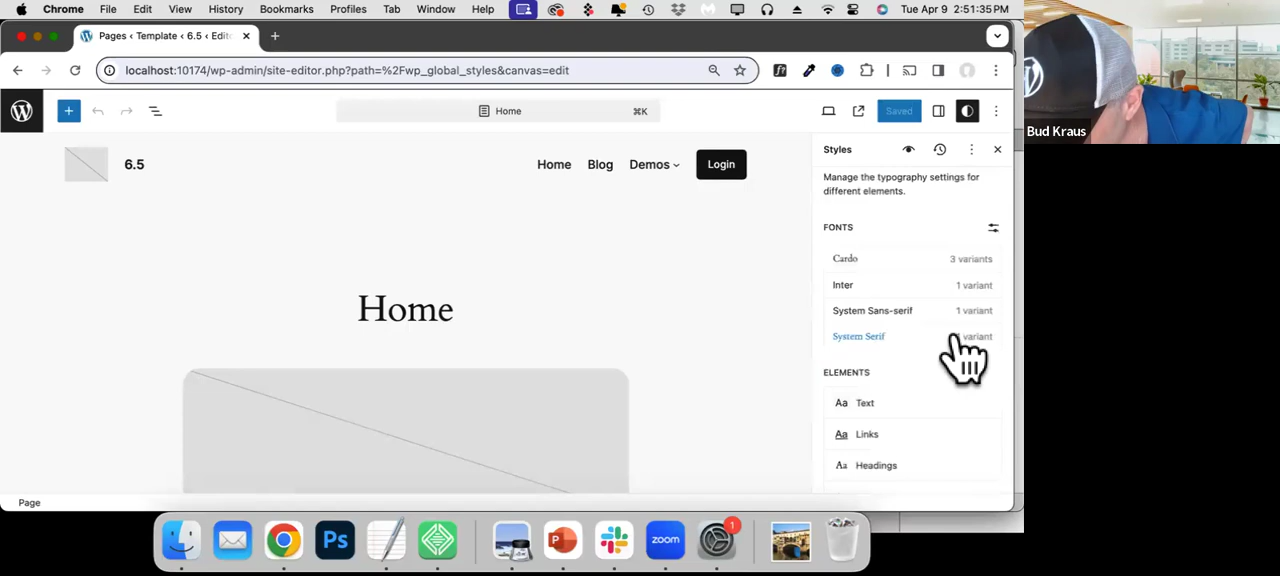 Chrome File Edit View History Bookmarks Profiles Tab Window Help Tue Apr 9 2:51:35 PM
Pages ‹ Template ‹ 6.5 ‹ Edit
localhost:10174/wp-admin/site-editor.php?path=%2Fwp_global_styles&canvas=edit
Home ⌘K Saved
6.5 Home Blog Demos Login
Home
Styles
Manage the typography settings for
different elements.
FONTS
Cardo 3 variants
Inter 1 variant
System Sans-serif 1 variant
System Serif variant
ELEMENTS
Aa Text
Aa Links
Aa Headings
Page
Ps
P
zoom
1
Bud Kraus